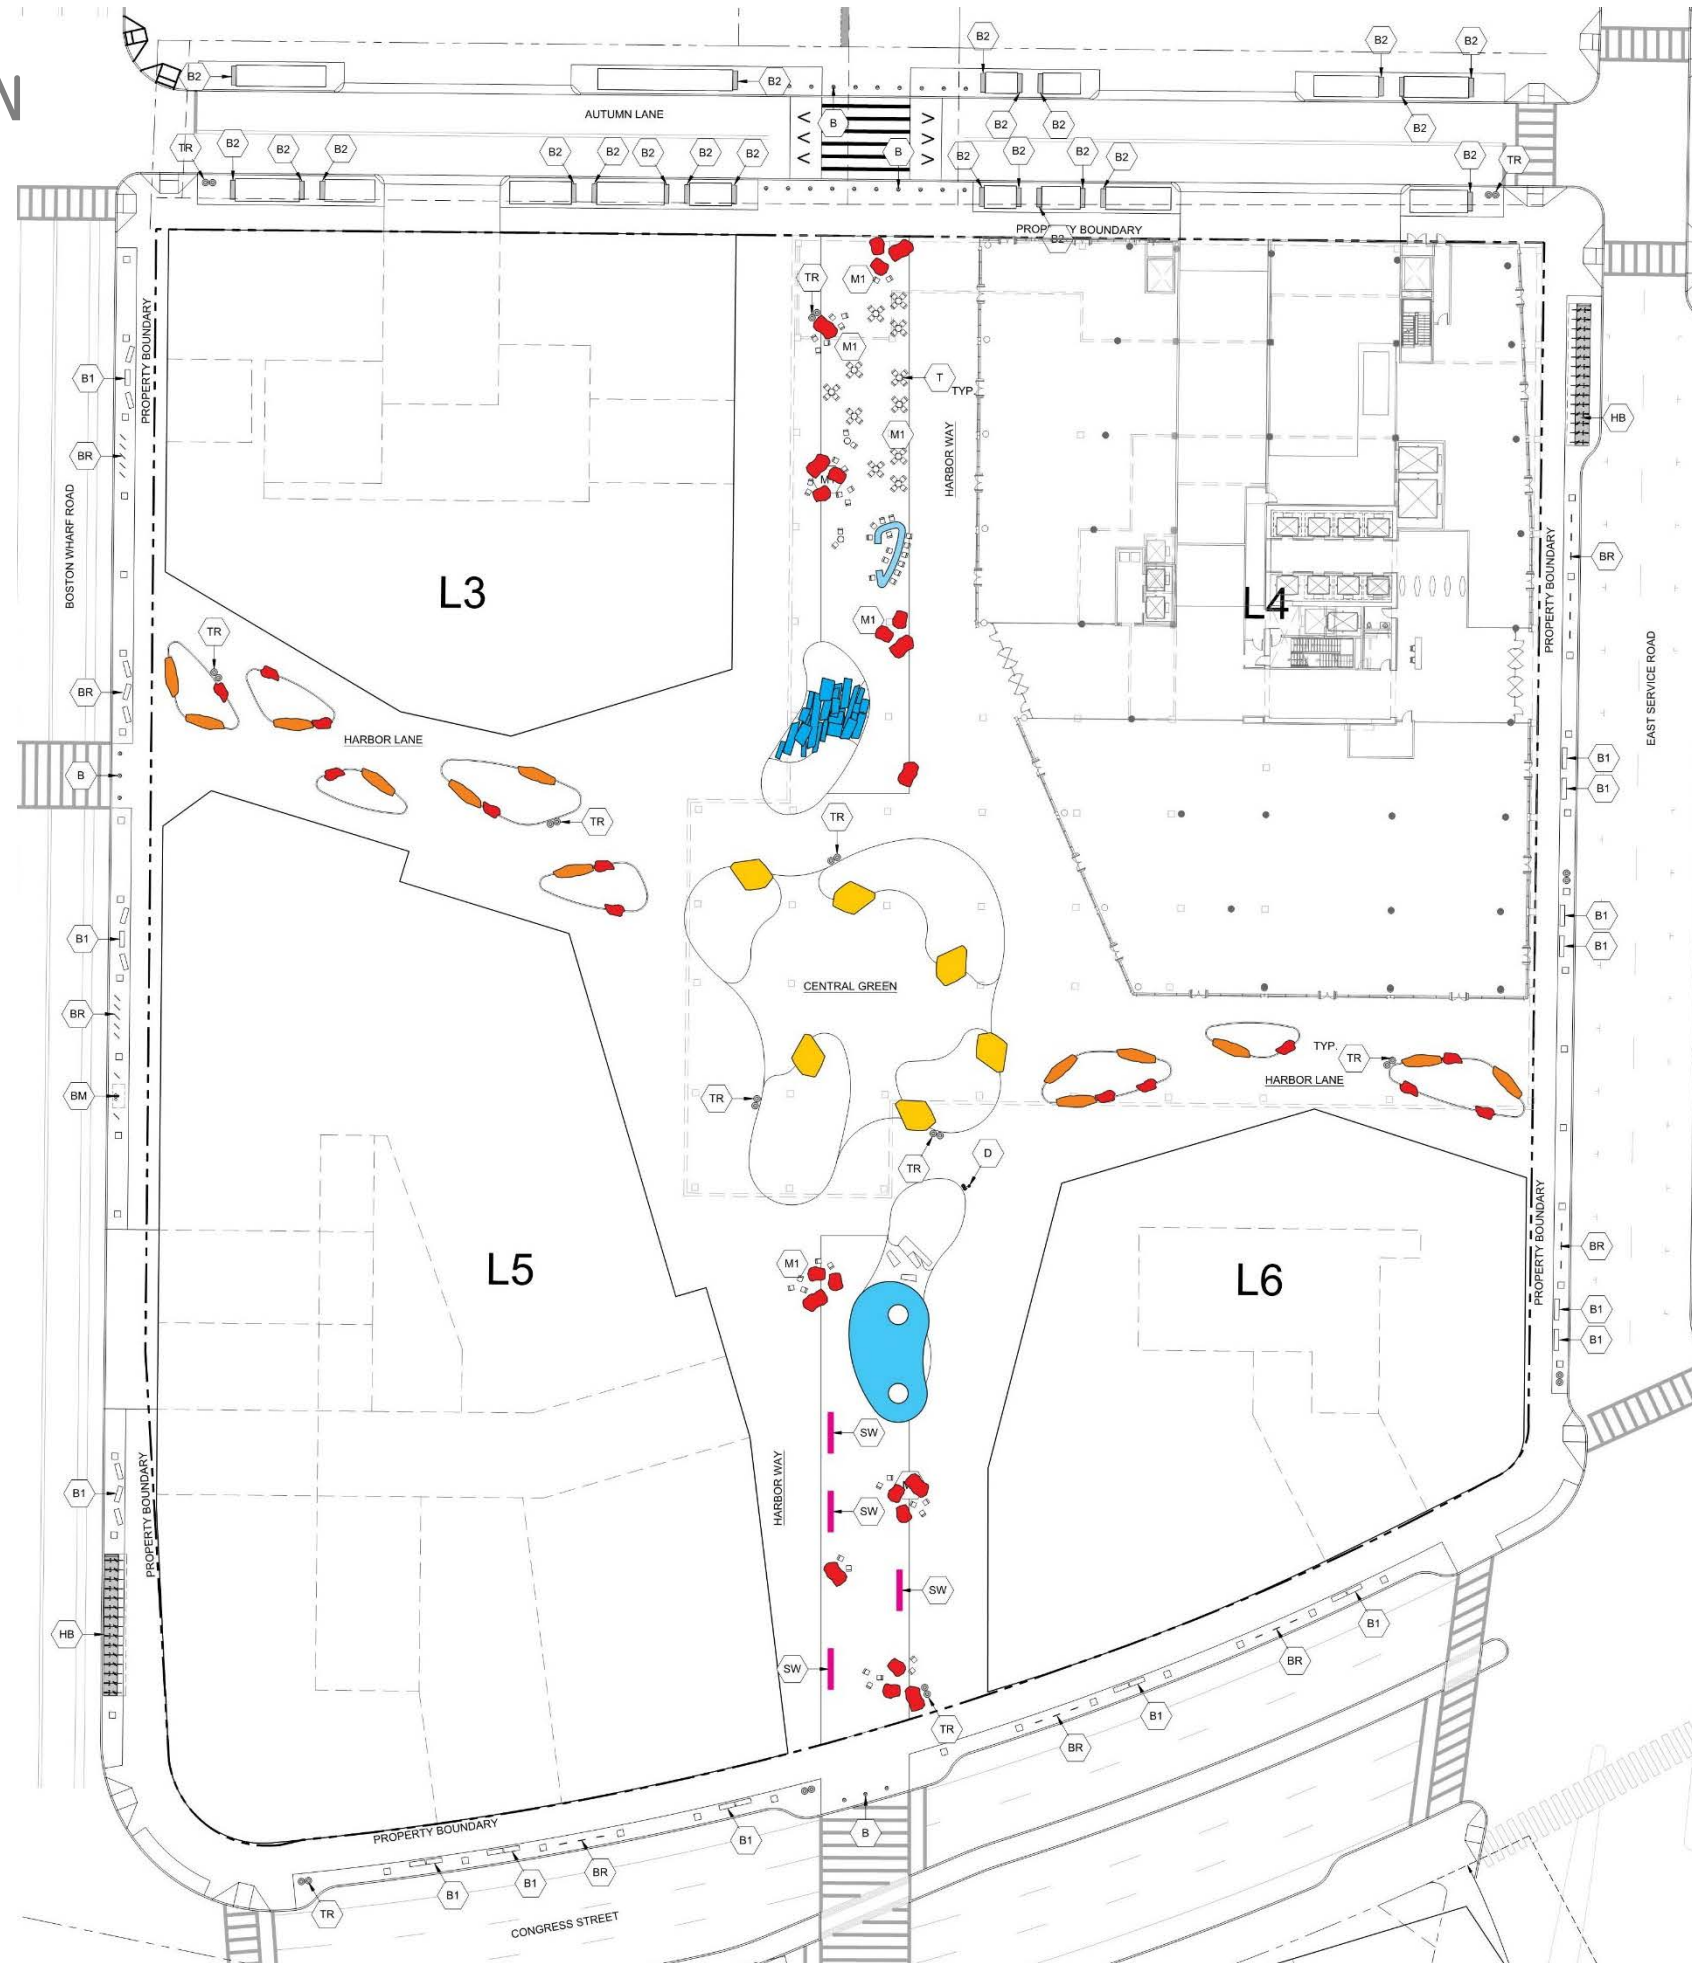 N
B2
B2
B2
B2
B2
AUTUMN LANE
B
B2
B2
B2
TR
B2
B2
B2
B2
B2
B2
B2
B2
B
B2
B2
B2
B2
B2
TR
PROPERTY BOUNDARY
B2
TR
M1
M1
PROPERTY BOUNDARY
B1
T
TYP
HB
M1
BR
HARBOR WAY
M1
BOSTON WHARF ROAD
BR
PROPERTY BOUNDARY
L3
L4
TR
M1
BR
EAST SERVICE ROAD
HARBOR LANE
B
B1
B1
TR
TR
B1
B1
B1
CENTRAL GREEN
BR
TYP.
TR
HARBOR LANE
BM
TR
TR
D
PROPERTY BOUNDARY
BR
M1
L5
L6
B1
B1
SW
B1
PROPERTY BOUNDARY
HARBOR WAY
SW
SW
HB
B1
SW
BR
B1
TR
BR
PROPERTY BOUNDARY
B1
B
BR
B1
B1
TR
CONGRESS STREET